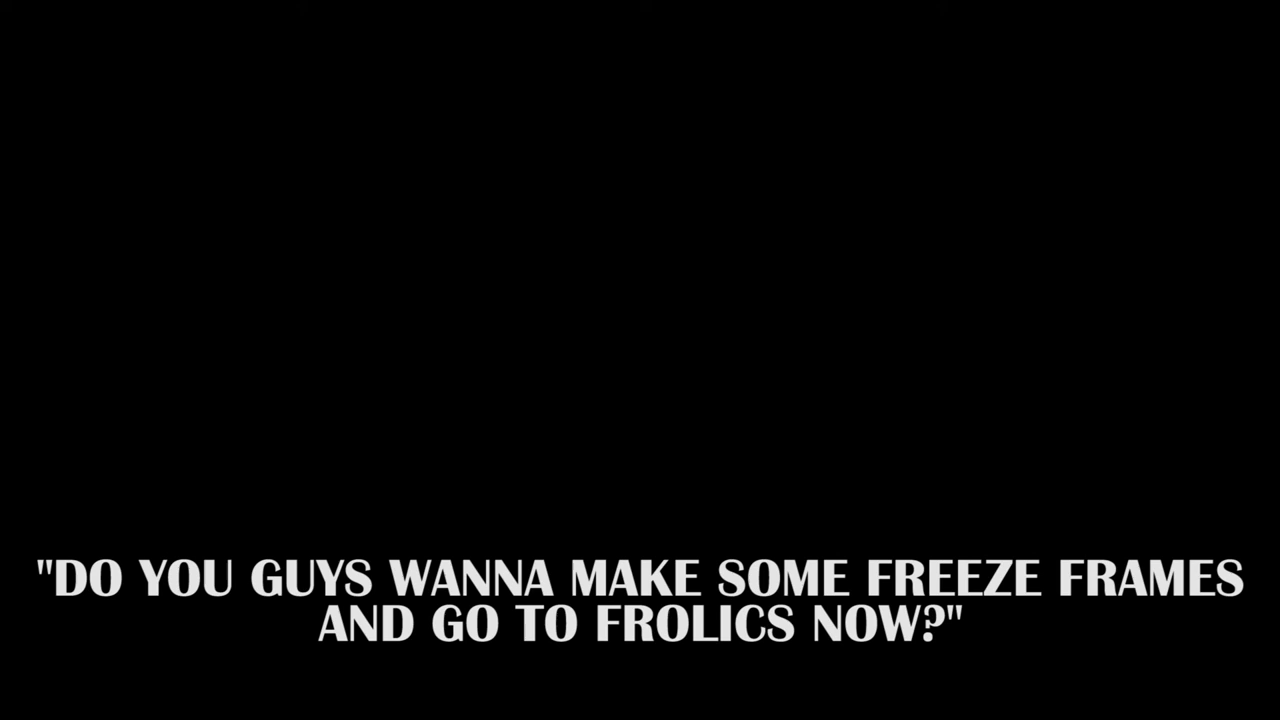 "DO YOU GUYS WANNA MAKE SOME FREEZE FRAMES
AND GO TO FROLICS NOW?"